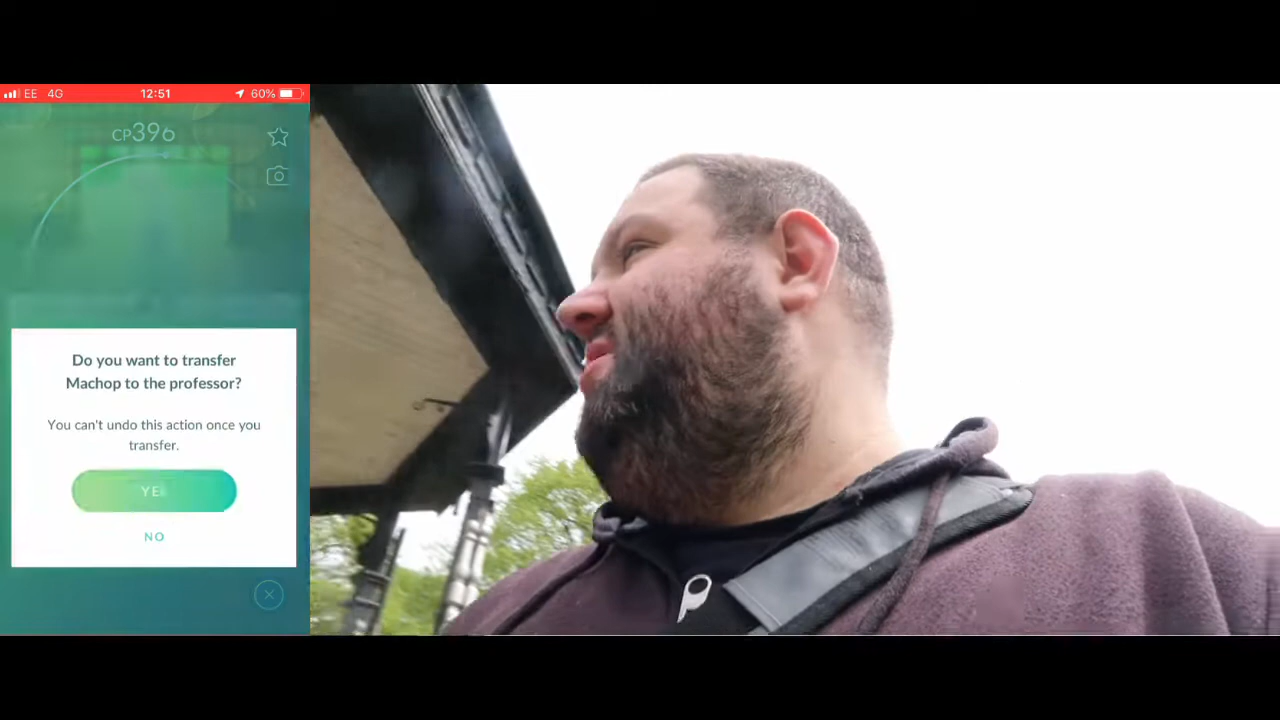 EE 4G 12:51 60%
CP396
Do you want to transfer
Machop to the professor?
You can't undo this action once you
transfer.
YE
NO